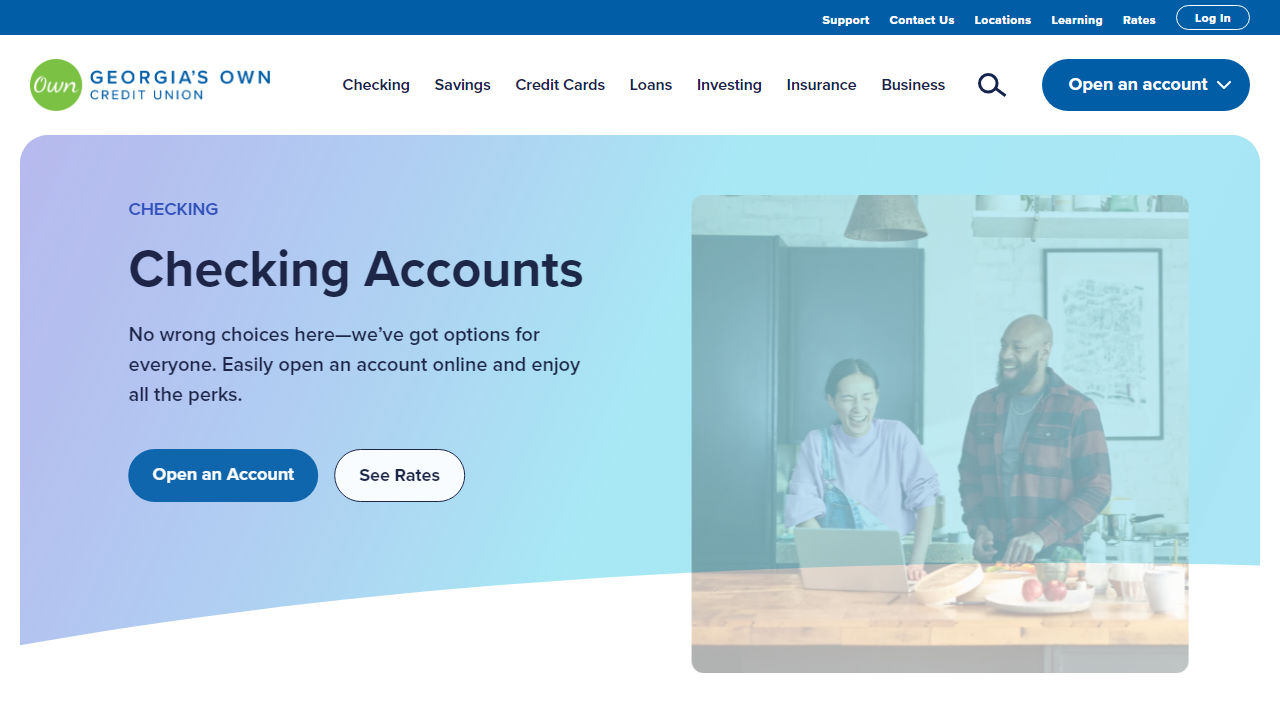 Support Contact Us Locations Learning Rates Log In
Own GEORGIA'S OWN
CREDIT UNION
Checking Savings Credit Cards Loans Investing Insurance Business Open an account
CHECKING
Checking Accounts
No wrong choices here—we've got options for
everyone. Easily open an account online and enjoy
all the perks.
Open an Account See Rates